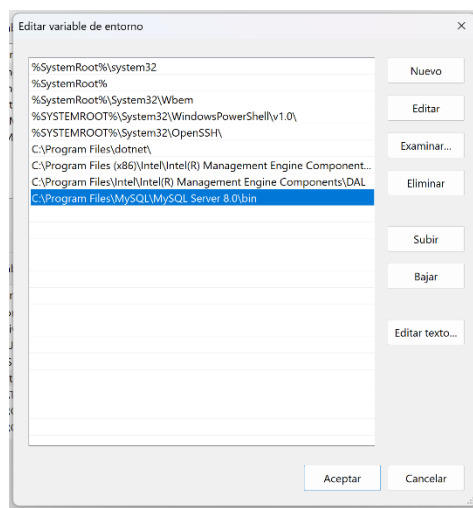 Editar variable de entorno
%SystemRoot%\system32
%SystemRoot%
%SystemRoot%\System32\Wbem
%SYSTEMROOT%\System32\WindowsPowerShell\v1.0\
%SYSTEMROOT%\System32\OpenSSH\
C:\Program Files\dotnet\
C:\Program Files (x86)\Intel\Intel(R) Management Engine Component...
C:\Program Files\Intel\Intel(R) Management Engine Components\DAL
C:\Program Files\MySQL\MySQL Server 8.0\bin
Nuevo
Editar
Examinar...
Eliminar
Subir
Bajar
Editar texto...
Aceptar
Cancelar